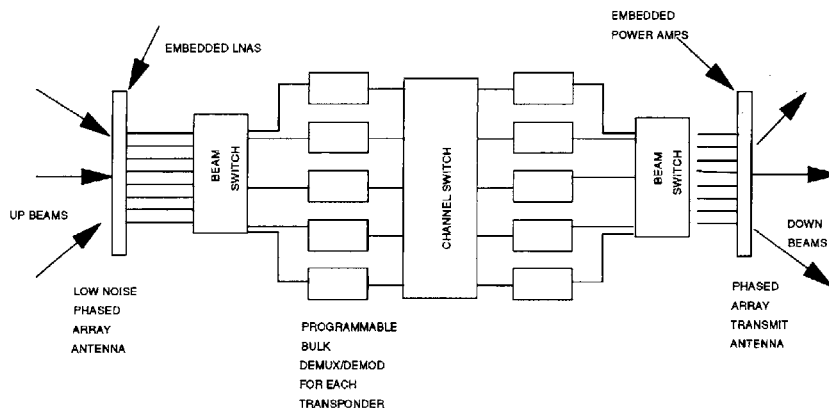 EMBEDDED LNAS
EMBEDDED
POWER AMPS
BEAM
SWITCH
CHANNEL SWITCH
BEAM
SWITCH
UP BEAMS
DOWN
BEAMS
LOW NOISE
PHASED
ARRAY
ANTENNA
PROGRAMMABLE
BULK
DEMUX/DEMOD
FOR EACH
TRANSPONDER
PHASED
ARRAY
TRANSMIT
ANTENNA